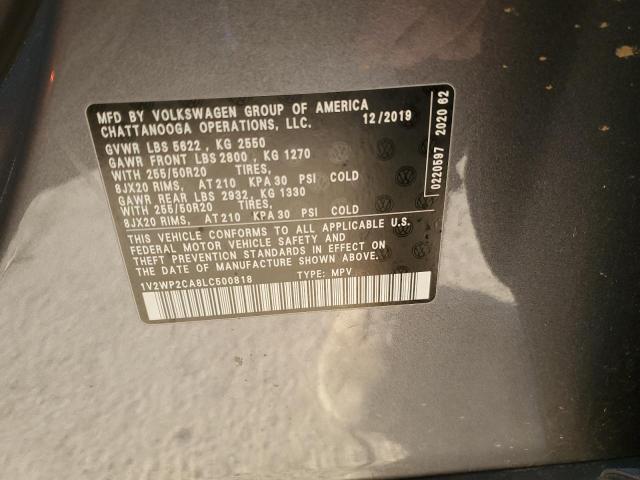 MFD BY VOLKSWAGEN GROUP OF AMERICA
CHATTANOOGA OPERATIONS, LLC. 12/2019
GVWR LBS 5622 , KG 2550
GAWR FRONT LBS 2800 , KG 1270
WITH 255/50R20 TIRES,
8JX20 RIMS, AT 210 KPA 30 PSI COLD
GAWR REAR LBS 2932, KG 1330
WITH 255/50R20 TIRES,
8JX20 RIMS, AT 210 KPA 30 PSI COLD
THIS VEHICLE CONFORMS TO ALL APPLICABLE U.S.
FEDERAL MOTOR VEHICLE SAFETY AND
THEFT PREVENTION STANDARDS IN EFFECT ON
THE DATE OF MANUFACTURE SHOWN ABOVE.
1V2WP2CA8LC500818 TYPE: MPV
0220597 2020 62